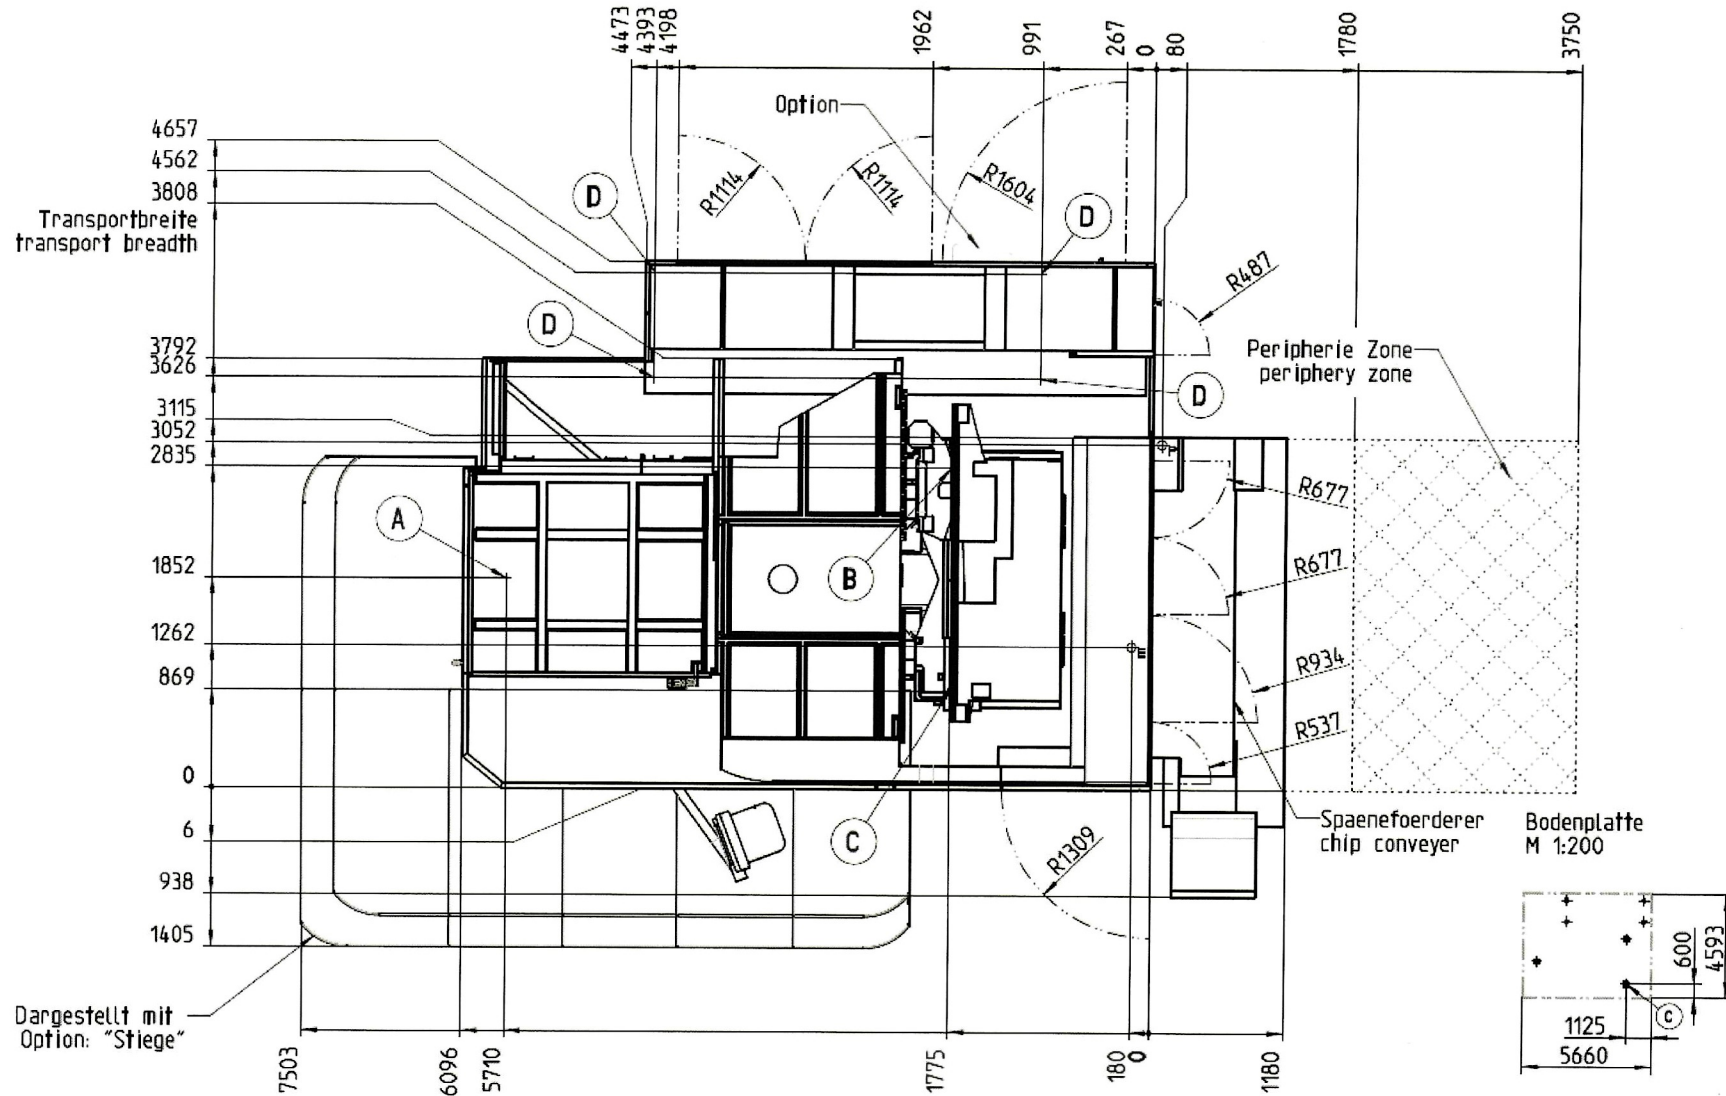 4473
4393
4198
1962
991
267
0
80
1780
3750
Option
4657
4562
3808
Transportbreite
transport breadth
R1114
R1114
R1604
D
D
R487
D
D
3792
3626
Peripherie Zone
periphery zone
3115
3052
2835
R677
A
B
R677
1852
1262
E
R934
869
R537
0
6
C
R1309
Spaenefoerderer
chip conveyer
Bodenplatte
M 1:200
938
1405
600
4593
C
1125
5660
Dargestellt mit
Option: "Stiege"
7503
6096
5710
1775
180
0
1180